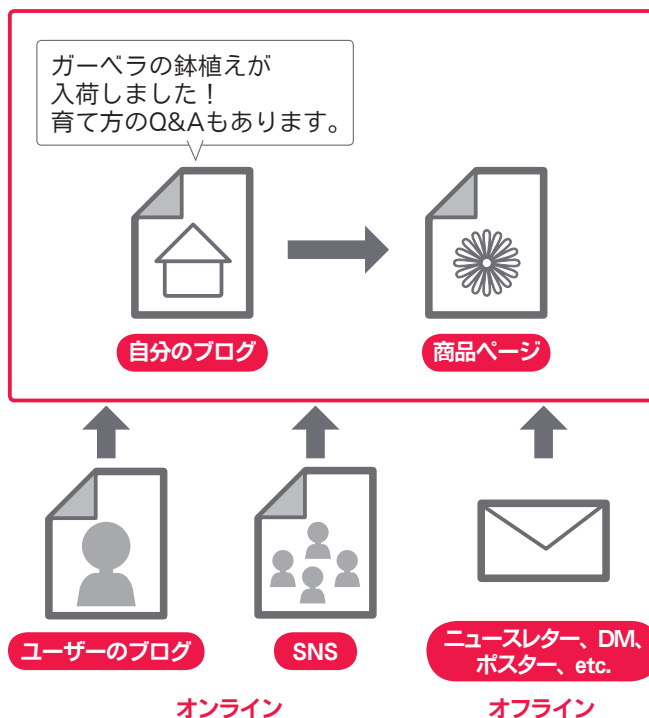 ガーベラの鉢植えが
入荷しました！
育て方のQ&Aもあります。
自分のブログ
商品ページ
ユーザーのブログ
SNS
ニュースレター、DM、
ポスター、etc.
オンライン
オフライン